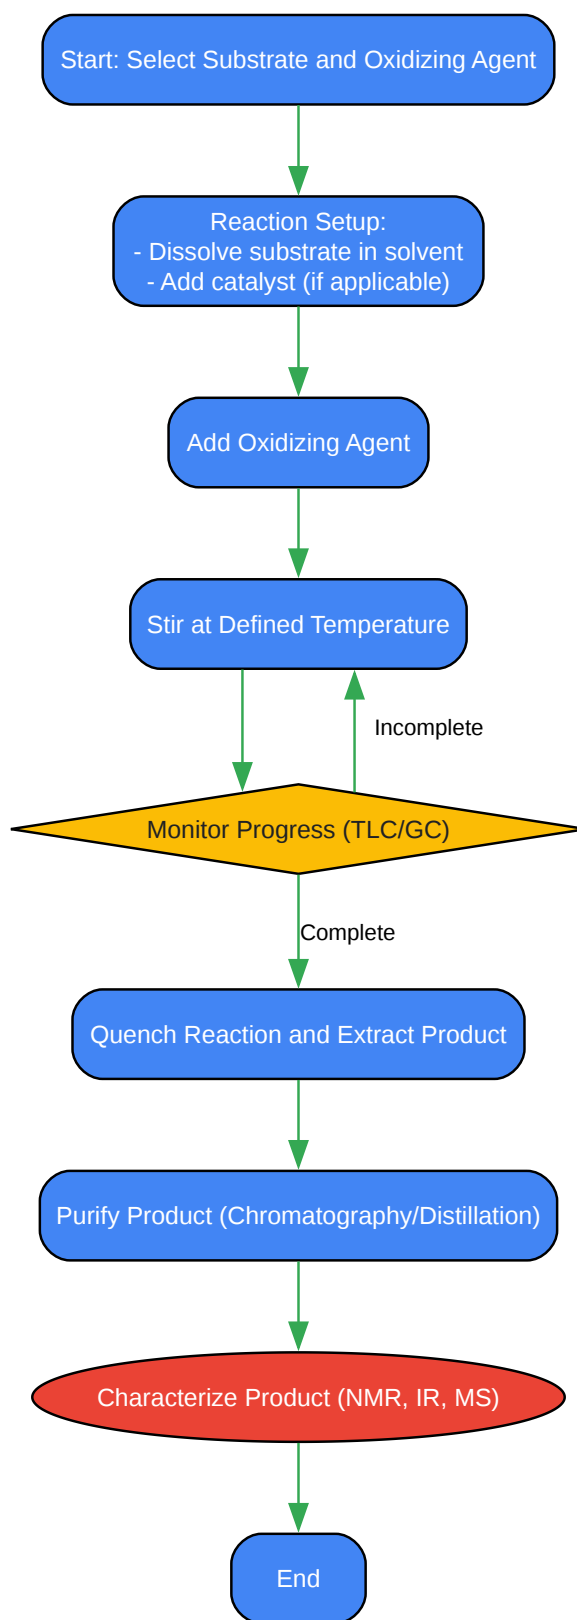 Start: Select Substrate and Oxidizing Agent
Reaction Setup:
- Dissolve substrate in solvent
- Add catalyst (if applicable)
Add Oxidizing Agent
Stir at Defined Temperature
Incomplete
Monitor Progress (TLC/GC)
Complete
Quench Reaction and Extract Product
Purify Product (Chromatography/Distillation)
Characterize Product (NMR, IR, MS)
End